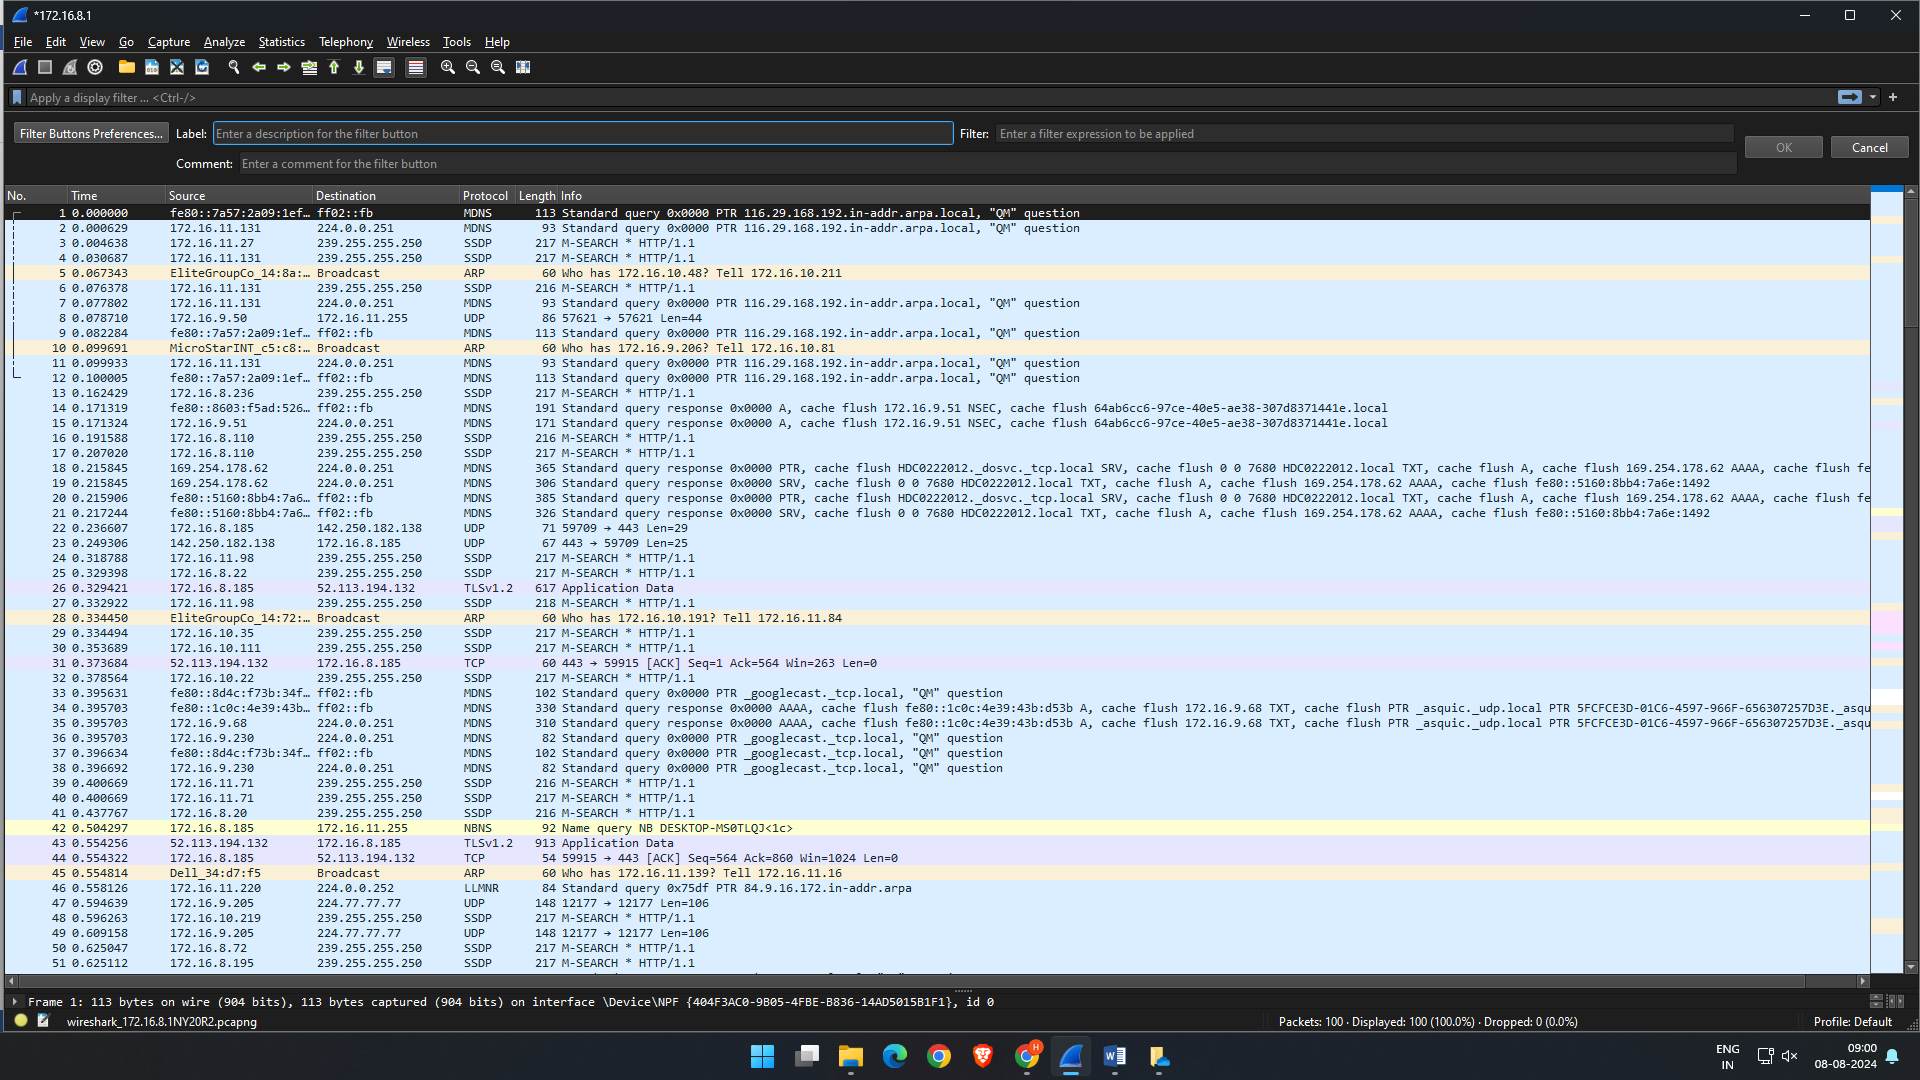 *172.16.8.1
File Edit View Go Capture Analyze Statistics Telephony Wireless Tools Help
Apply a display filter ... <Ctrl-/>
Filter Buttons Preferences... Label: Enter a description for the filter button Filter: Enter a filter expression to be applied
OK Cancel
Comment: Enter a comment for the filter button
No. Time Source Destination Protocol Length Info
1 0.000000 fe80::7a57:2a09:1ef… ff02::fb MDNS 113 Standard query 0x0000 PTR 116.29.168.192.in-addr.arpa.local, "QM" question
2 0.000629 172.16.11.131 224.0.0.251 MDNS 93 Standard query 0x0000 PTR 116.29.168.192.in-addr.arpa.local, "QM" question
3 0.004638 172.16.11.27 239.255.255.250 SSDP 217 M-SEARCH * HTTP/1.1
4 0.030687 172.16.11.131 239.255.255.250 SSDP 217 M-SEARCH * HTTP/1.1
5 0.067343 EliteGroupCo_14:8a:… Broadcast ARP 60 Who has 172.16.10.48? Tell 172.16.10.211
6 0.076378 172.16.11.131 239.255.255.250 SSDP 216 M-SEARCH * HTTP/1.1
7 0.077802 172.16.11.131 224.0.0.251 MDNS 93 Standard query 0x0000 PTR 116.29.168.192.in-addr.arpa.local, "QM" question
8 0.078710 172.16.9.50 172.16.11.255 UDP 86 57621 → 57621 Len=44
9 0.082284 fe80::7a57:2a09:1ef… ff02::fb MDNS 113 Standard query 0x0000 PTR 116.29.168.192.in-addr.arpa.local, "QM" question
10 0.099691 MicroStarINT_c5:c8:… Broadcast ARP 60 Who has 172.16.9.206? Tell 172.16.10.81
11 0.099933 172.16.11.131 224.0.0.251 MDNS 93 Standard query 0x0000 PTR 116.29.168.192.in-addr.arpa.local, "QM" question
12 0.100005 fe80::7a57:2a09:1ef… ff02::fb MDNS 113 Standard query 0x0000 PTR 116.29.168.192.in-addr.arpa.local, "QM" question
13 0.162429 172.16.8.236 239.255.255.250 SSDP 217 M-SEARCH * HTTP/1.1
14 0.171319 fe80::8603:f5ad:526… ff02::fb MDNS 191 Standard query response 0x0000 A, cache flush 172.16.9.51 NSEC, cache flush 64ab6cc6-97ce-40e5-ae38-307d8371441e.local
15 0.171324 172.16.9.51 224.0.0.251 MDNS 171 Standard query response 0x0000 A, cache flush 172.16.9.51 NSEC, cache flush 64ab6cc6-97ce-40e5-ae38-307d8371441e.local
16 0.191588 172.16.8.110 239.255.255.250 SSDP 216 M-SEARCH * HTTP/1.1
17 0.207020 172.16.8.110 239.255.255.250 SSDP 217 M-SEARCH * HTTP/1.1
18 0.215845 169.254.178.62 224.0.0.251 MDNS 365 Standard query response 0x0000 PTR, cache flush HDC0222012._dosvc._tcp.local SRV, cache flush 0 0 7680 HDC0222012.local TXT, cache flush A, cache flush 169.254.178.62 AAAA, cache flush fe
19 0.215845 169.254.178.62 224.0.0.251 MDNS 306 Standard query response 0x0000 SRV, cache flush 0 0 7680 HDC0222012.local TXT, cache flush A, cache flush 169.254.178.62 AAAA, cache flush fe80::5160:8bb4:7a6e:1492
20 0.215906 fe80::5160:8bb4:7a6… ff02::fb MDNS 385 Standard query response 0x0000 PTR, cache flush HDC0222012._dosvc._tcp.local SRV, cache flush 0 0 7680 HDC0222012.local TXT, cache flush A, cache flush 169.254.178.62 AAAA, cache flush fe
21 0.217244 fe80::5160:8bb4:7a6… ff02::fb MDNS 326 Standard query response 0x0000 SRV, cache flush 0 0 7680 HDC0222012.local TXT, cache flush A, cache flush 169.254.178.62 AAAA, cache flush fe80::5160:8bb4:7a6e:1492
22 0.236607 172.16.8.185 142.250.182.138 UDP 71 59709 → 443 Len=29
23 0.249306 142.250.182.138 172.16.8.185 UDP 67 443 → 59709 Len=25
24 0.318788 172.16.11.98 239.255.255.250 SSDP 217 M-SEARCH * HTTP/1.1
25 0.329398 172.16.8.22 239.255.255.250 SSDP 217 M-SEARCH * HTTP/1.1
26 0.329421 172.16.8.185 52.113.194.132 TLSv1.2 617 Application Data
27 0.332922 172.16.11.98 239.255.255.250 SSDP 218 M-SEARCH * HTTP/1.1
28 0.334450 EliteGroupCo_14:72:… Broadcast ARP 60 Who has 172.16.10.191? Tell 172.16.11.84
29 0.334494 172.16.10.35 239.255.255.250 SSDP 217 M-SEARCH * HTTP/1.1
30 0.353689 172.16.10.111 239.255.255.250 SSDP 217 M-SEARCH * HTTP/1.1
31 0.373684 52.113.194.132 172.16.8.185 TCP 60 443 → 59915 [ACK] Seq=1 Ack=564 Win=263 Len=0
32 0.378564 172.16.10.22 239.255.255.250 SSDP 217 M-SEARCH * HTTP/1.1
33 0.395631 fe80::8d4c:f73b:34f… ff02::fb MDNS 102 Standard query 0x0000 PTR _googlecast._tcp.local, "QM" question
34 0.395703 fe80::1c0c:4e39:43b… ff02::fb MDNS 330 Standard query response 0x0000 AAAA, cache flush fe80::1c0c:4e39:43b:d53b A, cache flush 172.16.9.68 TXT, cache flush PTR _asquic._udp.local PTR 5FCFCE3D-01C6-4597-966F-656307257D3E._asqu
35 0.395703 172.16.9.68 224.0.0.251 MDNS 310 Standard query response 0x0000 AAAA, cache flush fe80::1c0c:4e39:43b:d53b A, cache flush 172.16.9.68 TXT, cache flush PTR _asquic._udp.local PTR 5FCFCE3D-01C6-4597-966F-656307257D3E._asqu
36 0.395703 172.16.9.230 224.0.0.251 MDNS 82 Standard query 0x0000 PTR _googlecast._tcp.local, "QM" question
37 0.396634 fe80::8d4c:f73b:34f… ff02::fb MDNS 102 Standard query 0x0000 PTR _googlecast._tcp.local, "QM" question
38 0.396692 172.16.9.230 224.0.0.251 MDNS 82 Standard query 0x0000 PTR _googlecast._tcp.local, "QM" question
39 0.400669 172.16.11.71 239.255.255.250 SSDP 216 M-SEARCH * HTTP/1.1
40 0.400669 172.16.11.71 239.255.255.250 SSDP 217 M-SEARCH * HTTP/1.1
41 0.437767 172.16.8.20 239.255.255.250 SSDP 216 M-SEARCH * HTTP/1.1
42 0.504297 172.16.8.185 172.16.11.255 NBNS 92 Name query NB DESKTOP-MS0TLQJ<1c>
43 0.554256 52.113.194.132 172.16.8.185 TLSv1.2 913 Application Data
44 0.554322 172.16.8.185 52.113.194.132 TCP 54 59915 → 443 [ACK] Seq=564 Ack=860 Win=1024 Len=0
45 0.554814 Dell_34:d7:f5 Broadcast ARP 60 Who has 172.16.11.139? Tell 172.16.11.16
46 0.558126 172.16.11.220 224.0.0.252 LLMNR 84 Standard query 0x75df PTR 84.9.16.172.in-addr.arpa
47 0.594639 172.16.9.205 224.77.77.77 UDP 148 12177 → 12177 Len=106
48 0.596263 172.16.10.219 239.255.255.250 SSDP 217 M-SEARCH * HTTP/1.1
49 0.609158 172.16.9.205 224.77.77.77 UDP 148 12177 → 12177 Len=106
50 0.625047 172.16.8.72 239.255.255.250 SSDP 217 M-SEARCH * HTTP/1.1
51 0.625112 172.16.8.195 239.255.255.250 SSDP 217 M-SEARCH * HTTP/1.1
Frame 1: 113 bytes on wire (904 bits), 113 bytes captured (904 bits) on interface \Device\NPF {404F3AC0-9B05-4FBE-B836-14AD5015B1F1}, id 0
wireshark_172.16.8.1NY20R2.pcapng Packets: 100 · Displayed: 100 (100.0%) · Dropped: 0 (0.0%) Profile: Default
ENG
IN
09:00
08-08-2024